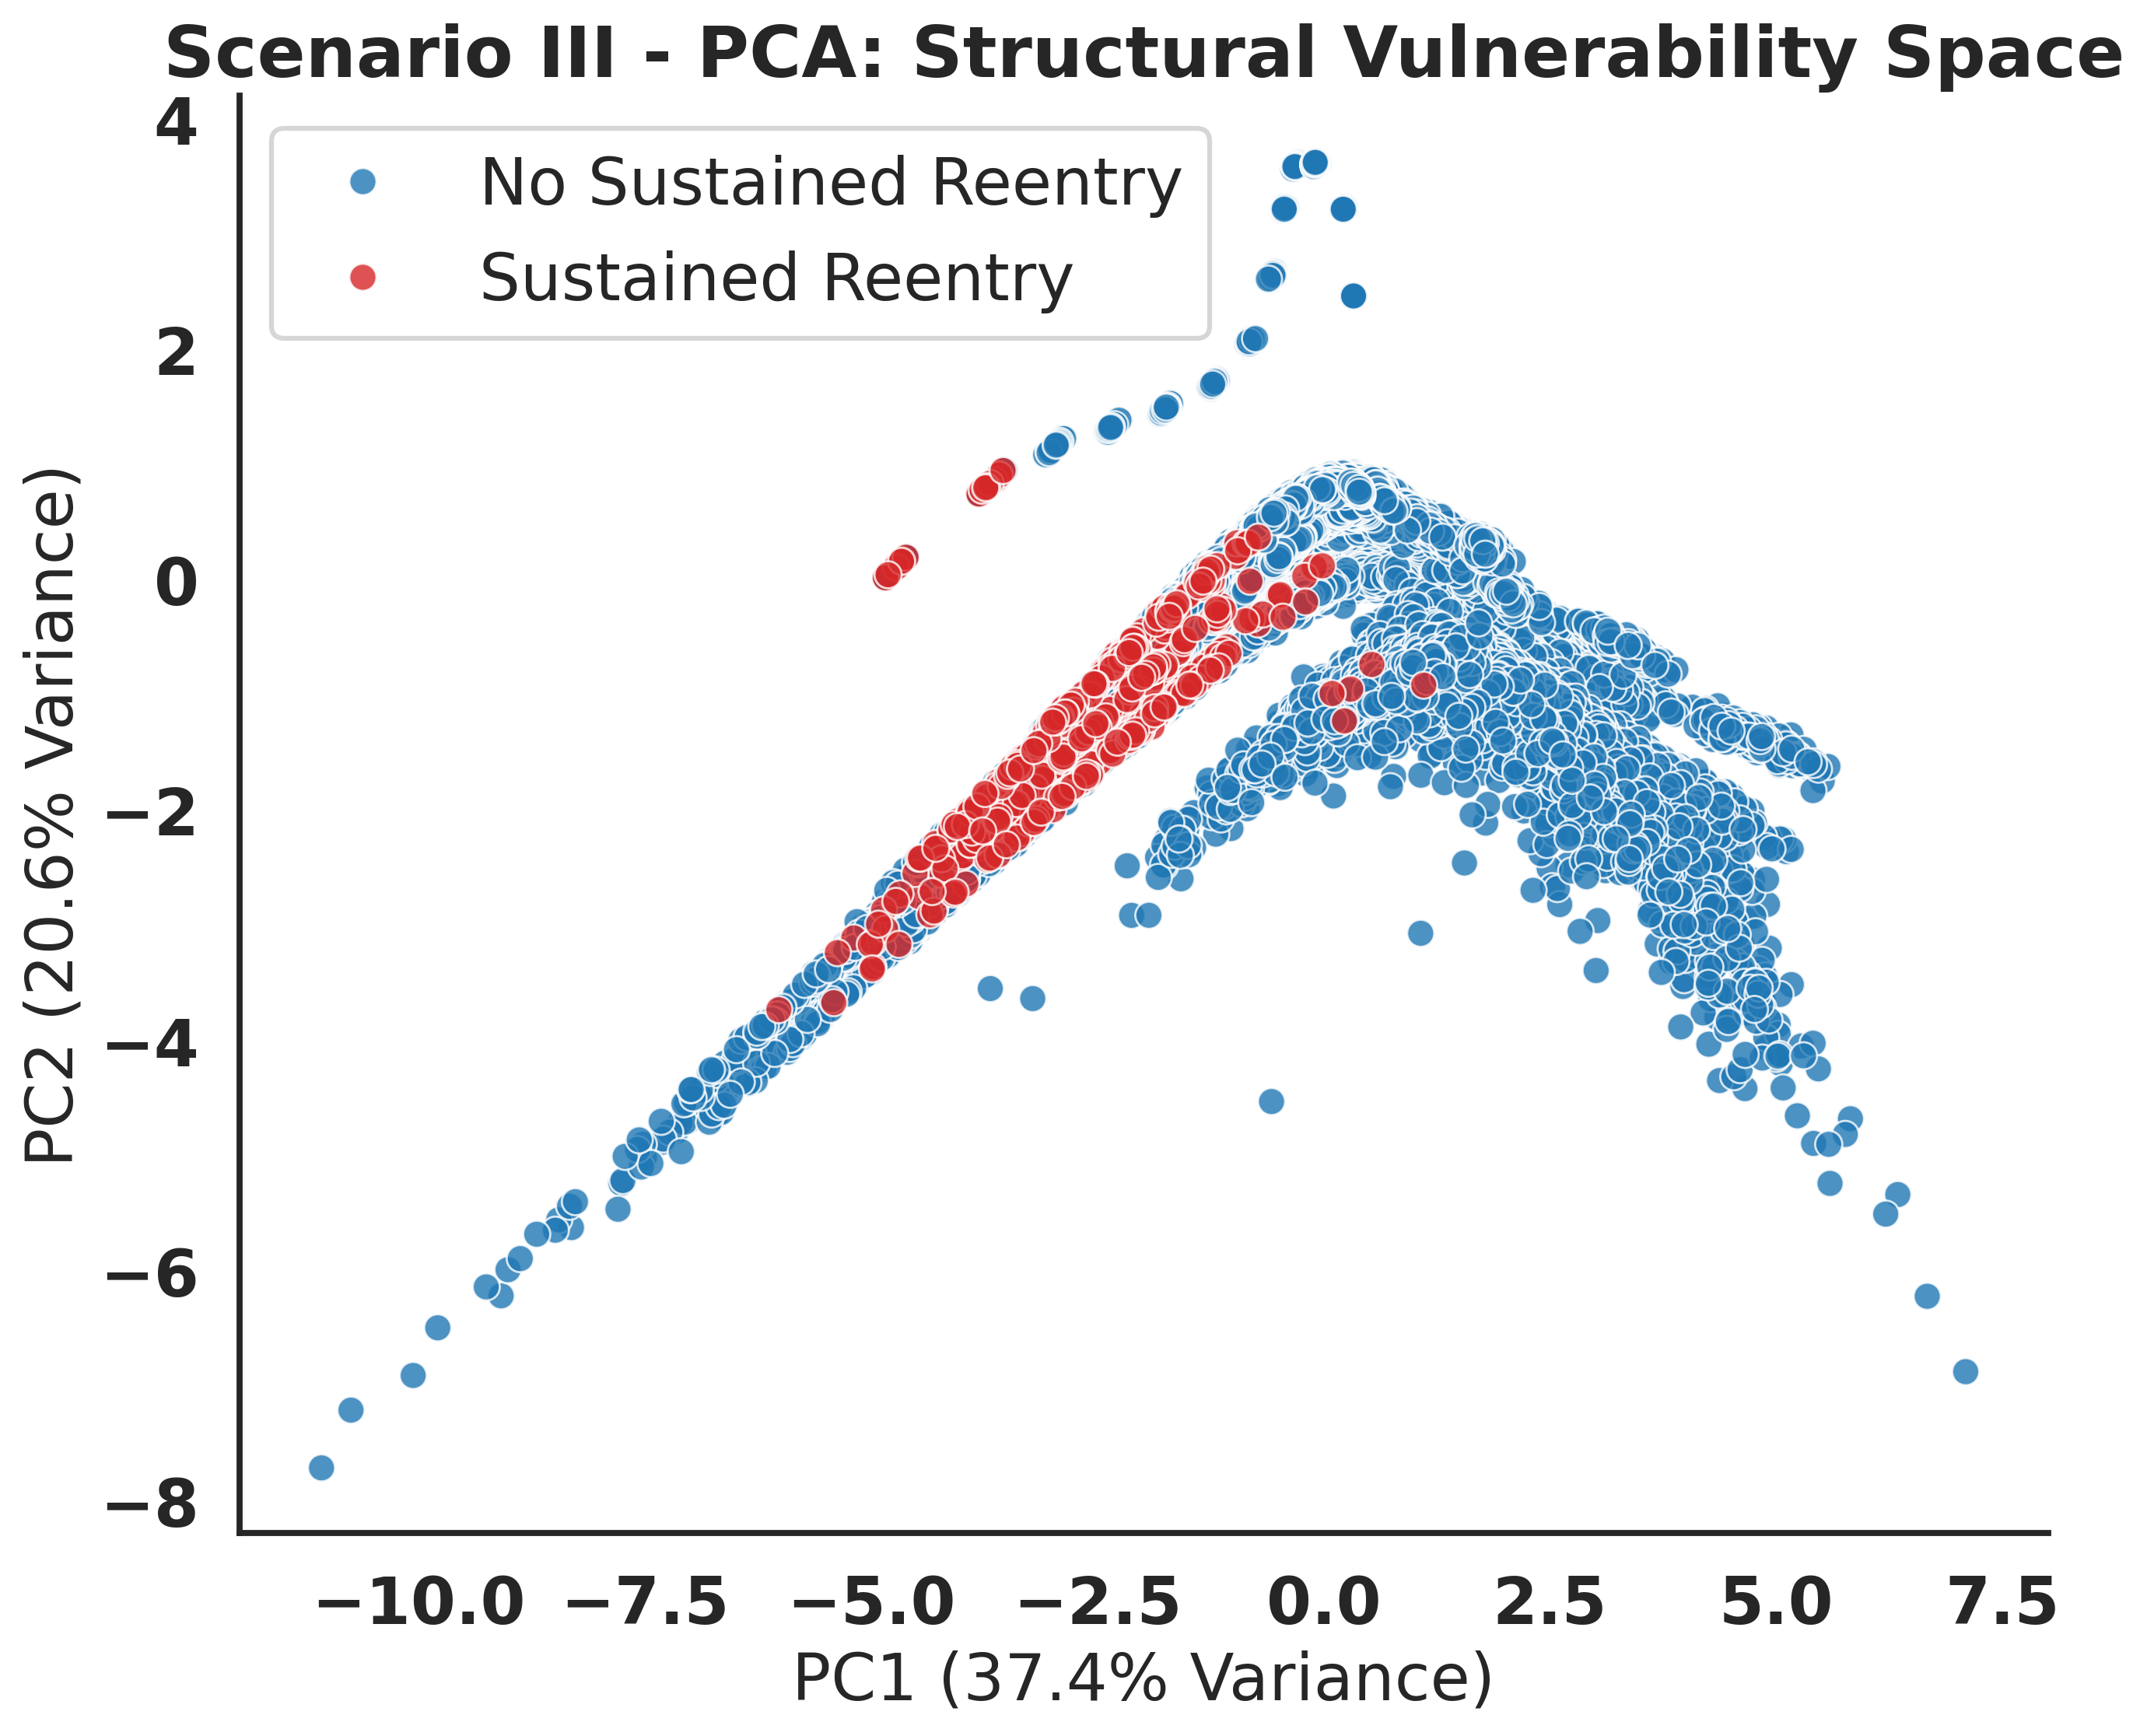 Scenario III - PCA: Structural Vulnerability Space
No Sustained Reentry
Sustained Reentry
4
2
0
−2
−4
−6
−8
PC2 (20.6% Variance)
−10.0 −7.5 −5.0 −2.5 0.0 2.5 5.0 7.5
PC1 (37.4% Variance)